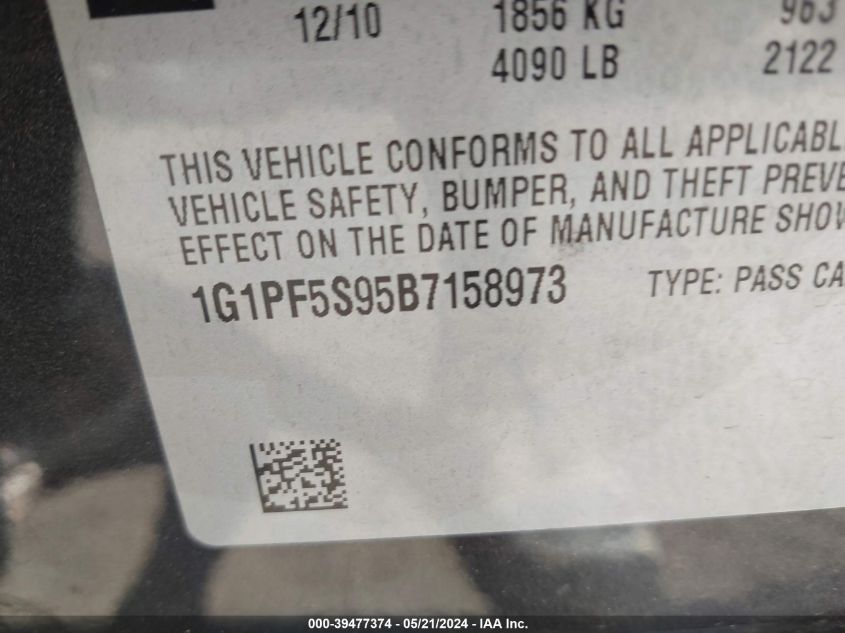 12/10 1856 KG 963
4090 LB 2122
THIS VEHICLE CONFORMS TO ALL APPLICABL
VEHICLE SAFETY, BUMPER, AND THEFT PREVE
EFFECT ON THE DATE OF MANUFACTURE SHOW
1G1PF5S95B7158973 TYPE: PASS CA
000-39477374 - 05/21/2024 - IAA Inc.